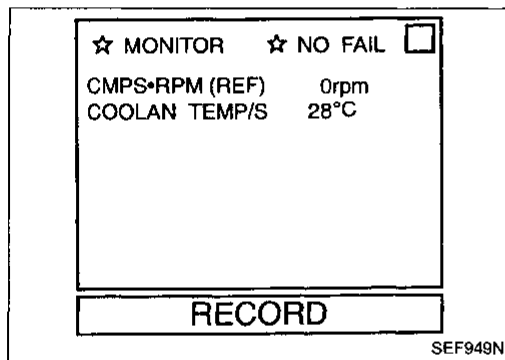 ☆ MONITOR ☆ NO FAIL
CMPS•RPM (REF) 0rpm
COOLAN TEMP/S 28°C
RECORD
SEF949N